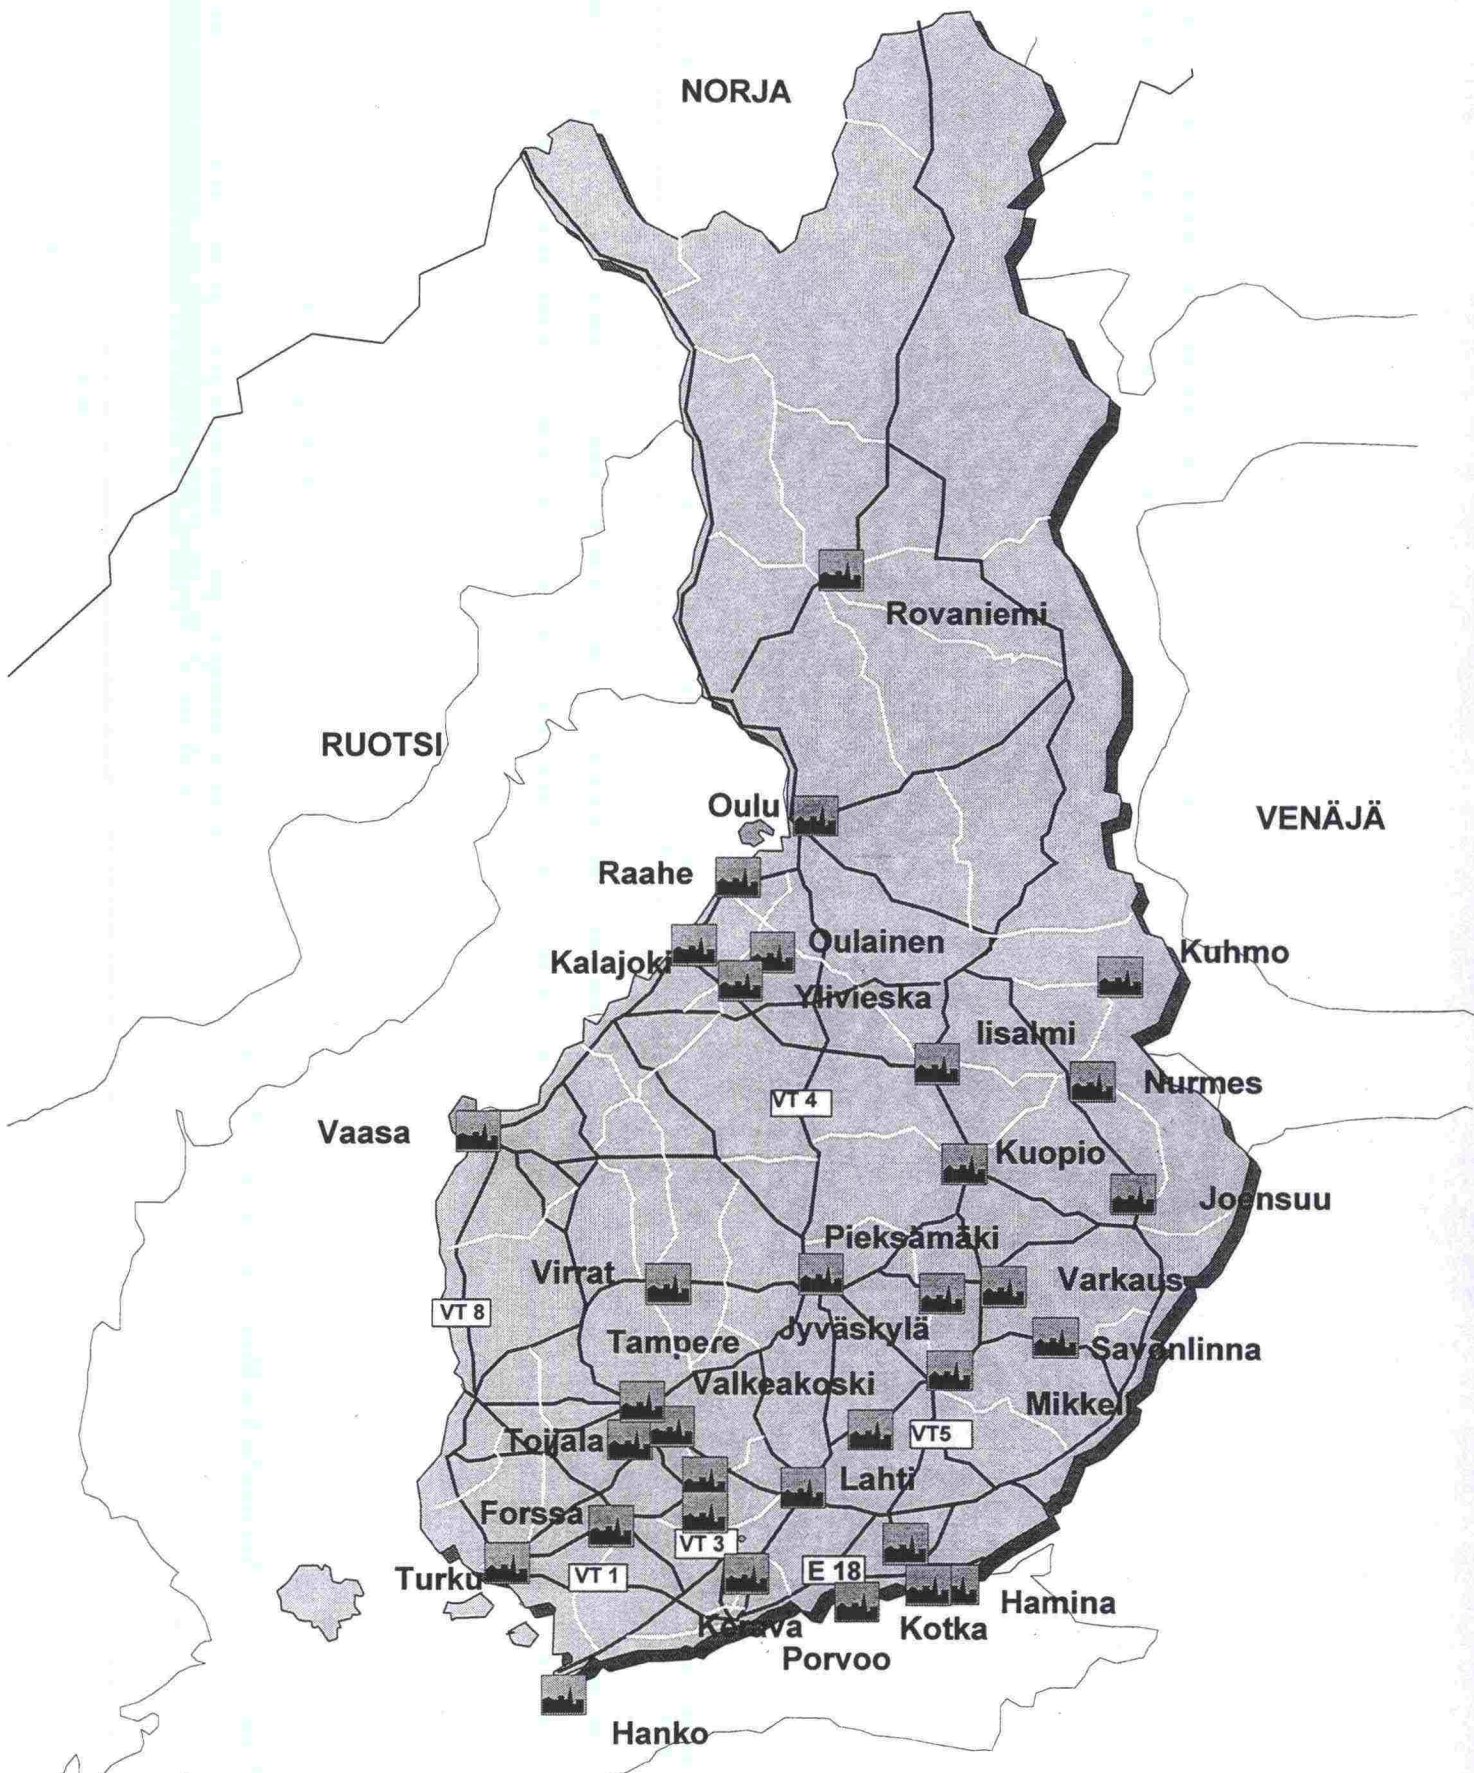 NORJA
Rovaniemi
RUOTSI
Oulu
VENÄJÄ
Raahe
Oulainen
Kuhmo
Kalajoki
Ylivieska
Iisalmi
Nurmes
VT 4
Vaasa
Kuopio
Joensuu
Pieksämäki
Virrat
Varkaus
VT 8
Jyväskylä
Tampere
Savonlinna
Valkeakoski
Mikkeli
VT5
Toijala
Lahti
Forssa
VT 3
E 18
VT 1
Turku
Hamina
Kerava
Kotka
Porvoo
Hanko